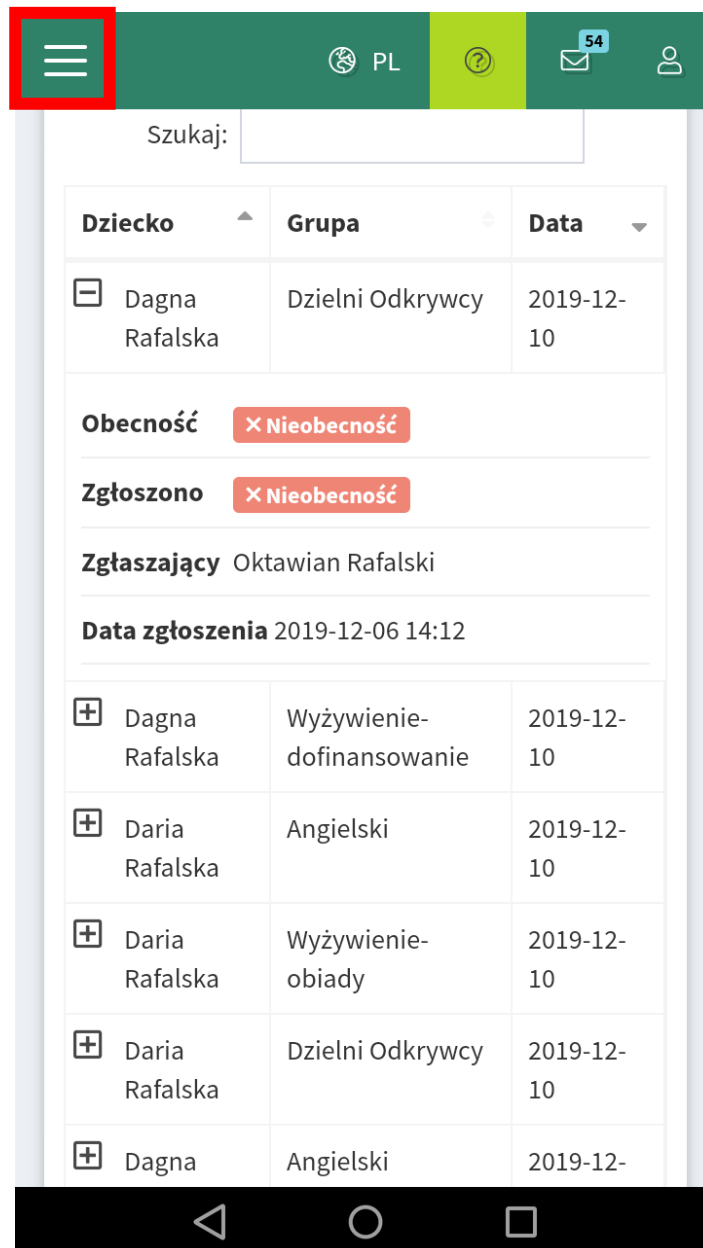 PL
54
Szukaj:
Dziecko Grupa Data
Dagna Dzielni Odkrywcy 2019-12-
Rafalska 10
Obecność × Nieobecność
Zgłoszono × Nieobecność
Zgłaszający Oktawian Rafalski
Data zgłoszenia 2019-12-06 14:12
Dagna Wyżywienie- 2019-12-
Rafalska dofinansowanie 10
Daria Angielski 2019-12-
Rafalska 10
Daria Wyżywienie- 2019-12-
Rafalska obiady 10
Daria Dzielni Odkrywcy 2019-12-
Rafalska 10
Dagna Angielski 2019-12-